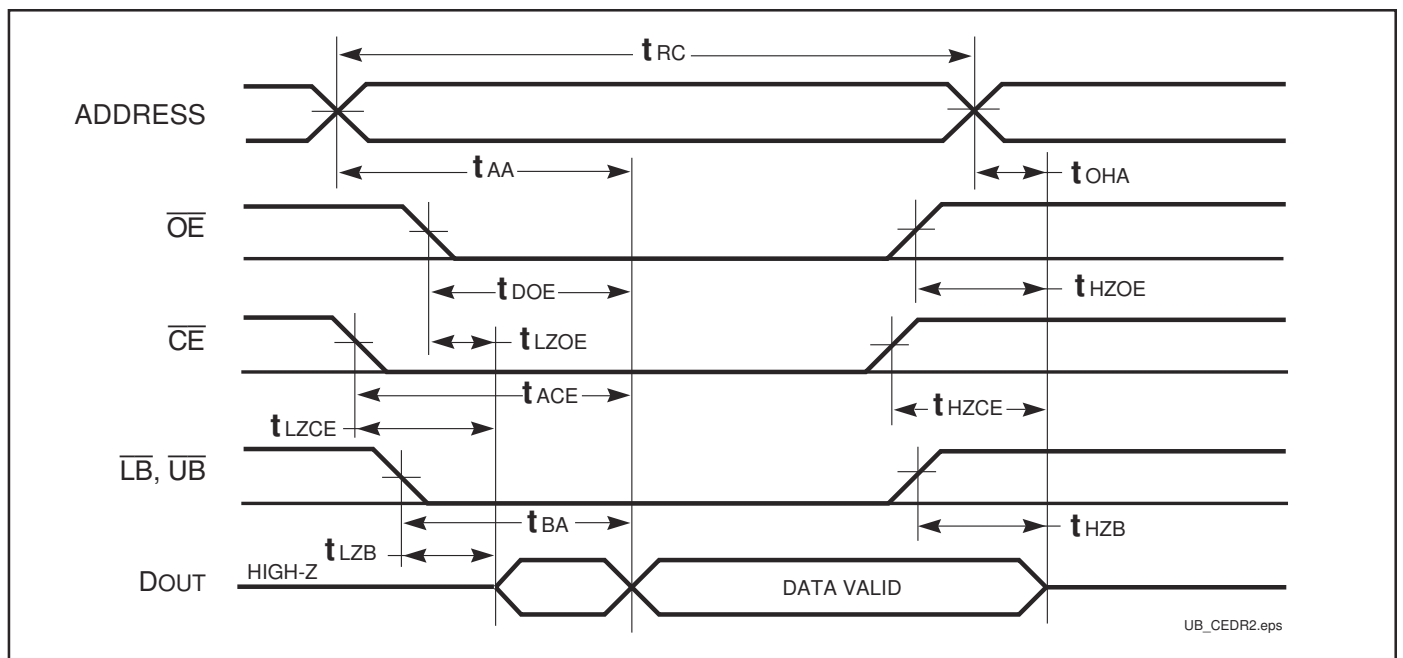 tRC
ADDRESS
tAA
tOHA
OE
tDOE
tHZOE
CE
tLZOE
tACE
tHZCE
tLZCE
LB, UB
tBA
tHZB
tLZB
DOUT
HIGH-Z
DATA VALID
UB_CEDR2.eps